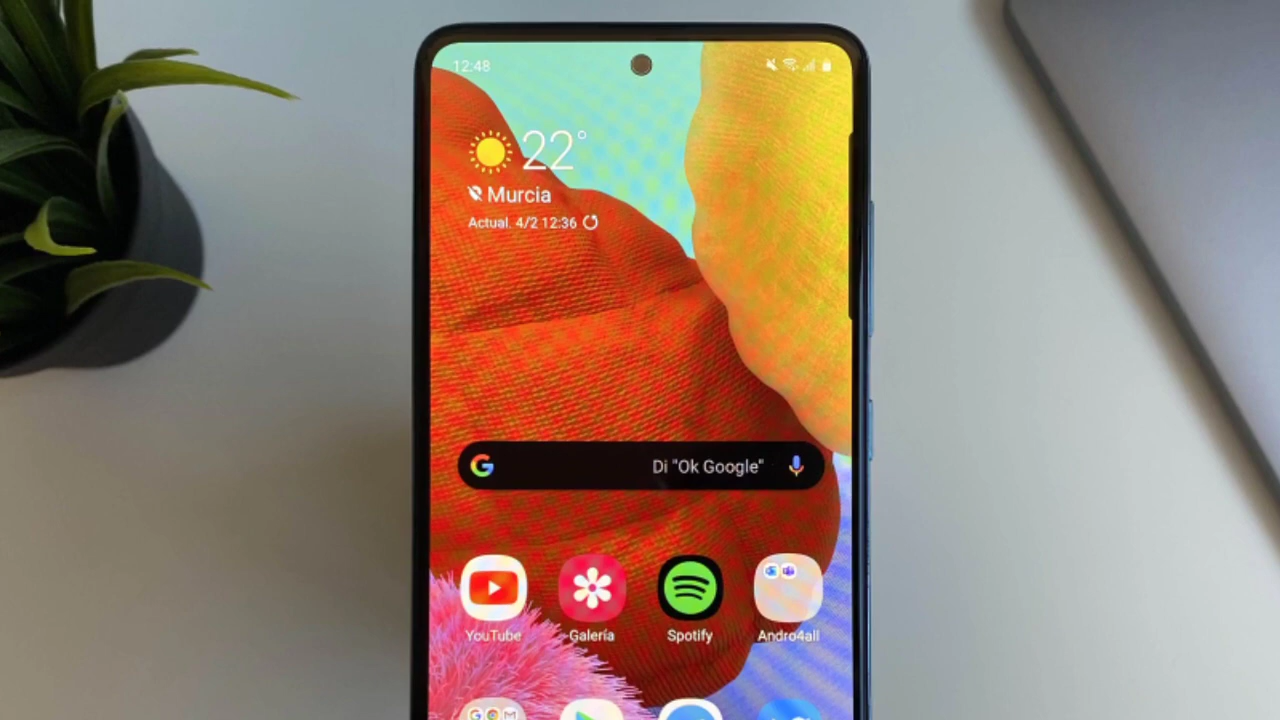 12:48
22°
Murcia
Actual. 4/2 12:36
Di "Ok Google"
YouTube
Galería
Spotify
Andro4all